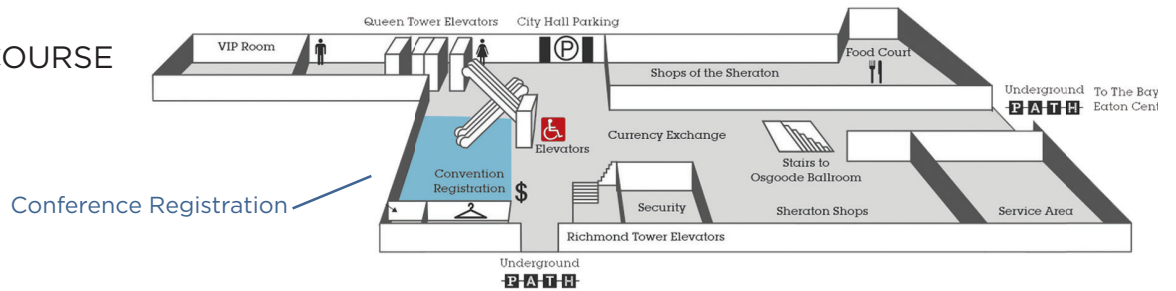 Queen Tower Elevators
City Hall Parking
COURSE
VIP Room
P
Food Court
Shops of the Sheraton
Underground
PATH
To The Bay
Eaton Cent
Currency Exchange
Elevators
Stairs to
Osgoode Ballroom
Convention
Registration
$
Conference Registration
Security
Sheraton Shops
Service Area
Richmond Tower Elevators
Underground
PATH